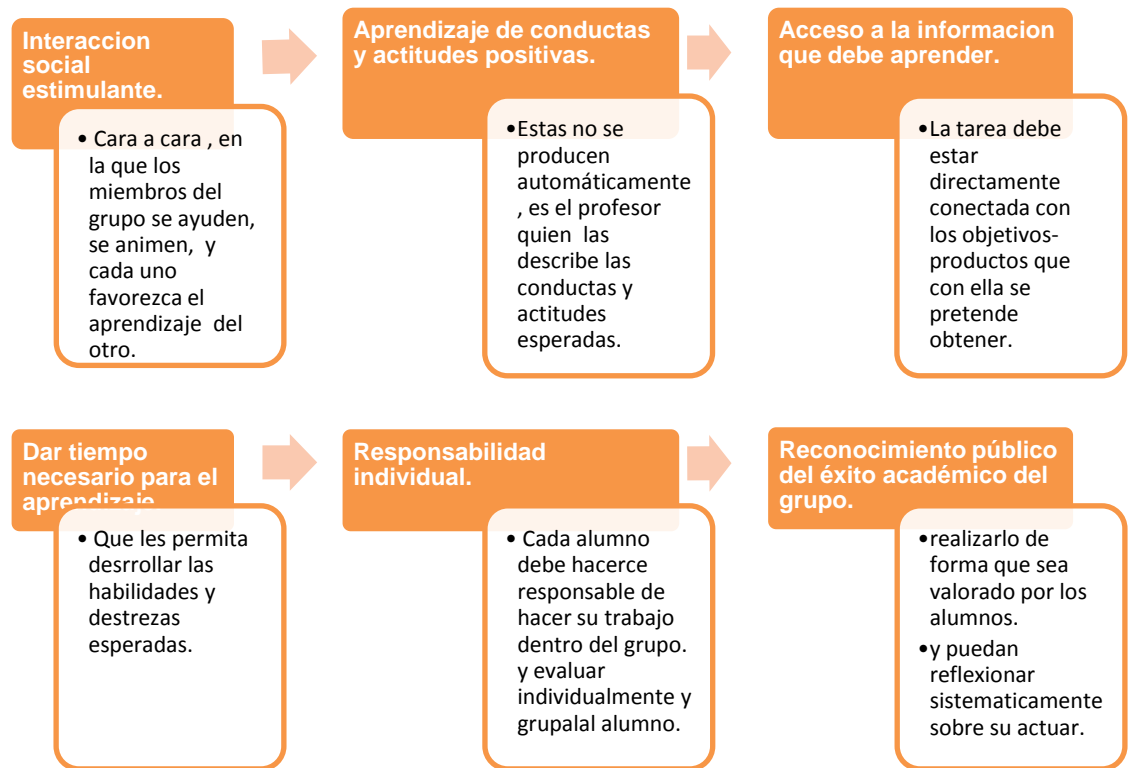 Interaccion
social
estimulante.
• Cara a cara , en
la que los
miembros del
grupo se ayuden,
se animen, y
cada uno
favorezca el
aprendizaje del
otro.
Aprendizaje de conductas
y actitudes positivas.
•Estas no se
producen
automáticamente
, es el profesor
quien las
describe las
conductas y
actitudes
esperadas.
Acceso a la informacion
que debe aprender.
•La tarea debe
estar
directamente
conectada con
los objetivos-
productos que
con ella se
pretende
obtener.
Dar tiempo
necesario para el
aprendizaje.
• Que les permita
desrrollar las
habilidades y
destrezas
esperadas.
Responsabilidad
individual.
• Cada alumno
debe hacerce
responsable de
hacer su trabajo
dentro del grupo.
y evaluar
individualmente y
grupalal alumno.
Reconocimiento público
del éxito académico del
grupo.
•realizarlo de
forma que sea
valorado por los
alumnos.
•y puedan
reflexionar
sistematicamente
sobre su actuar.